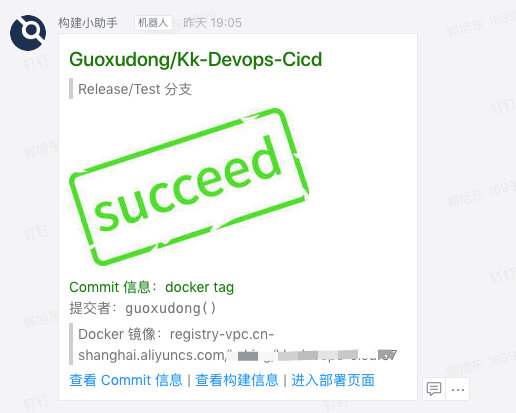 构建小助手 机器人 昨天 19:05
Guoxudong/Kk-Devops-Cicd
Release/Test 分支
succeed
Commit 信息：docker tag
提交者：guoxudong()
Docker 镜像：registry-vpc.cn-
shanghai.aliyuncs.com/
查看 Commit 信息 | 查看构建信息 | 进入部署页面
郭旭东 1699
钉钉